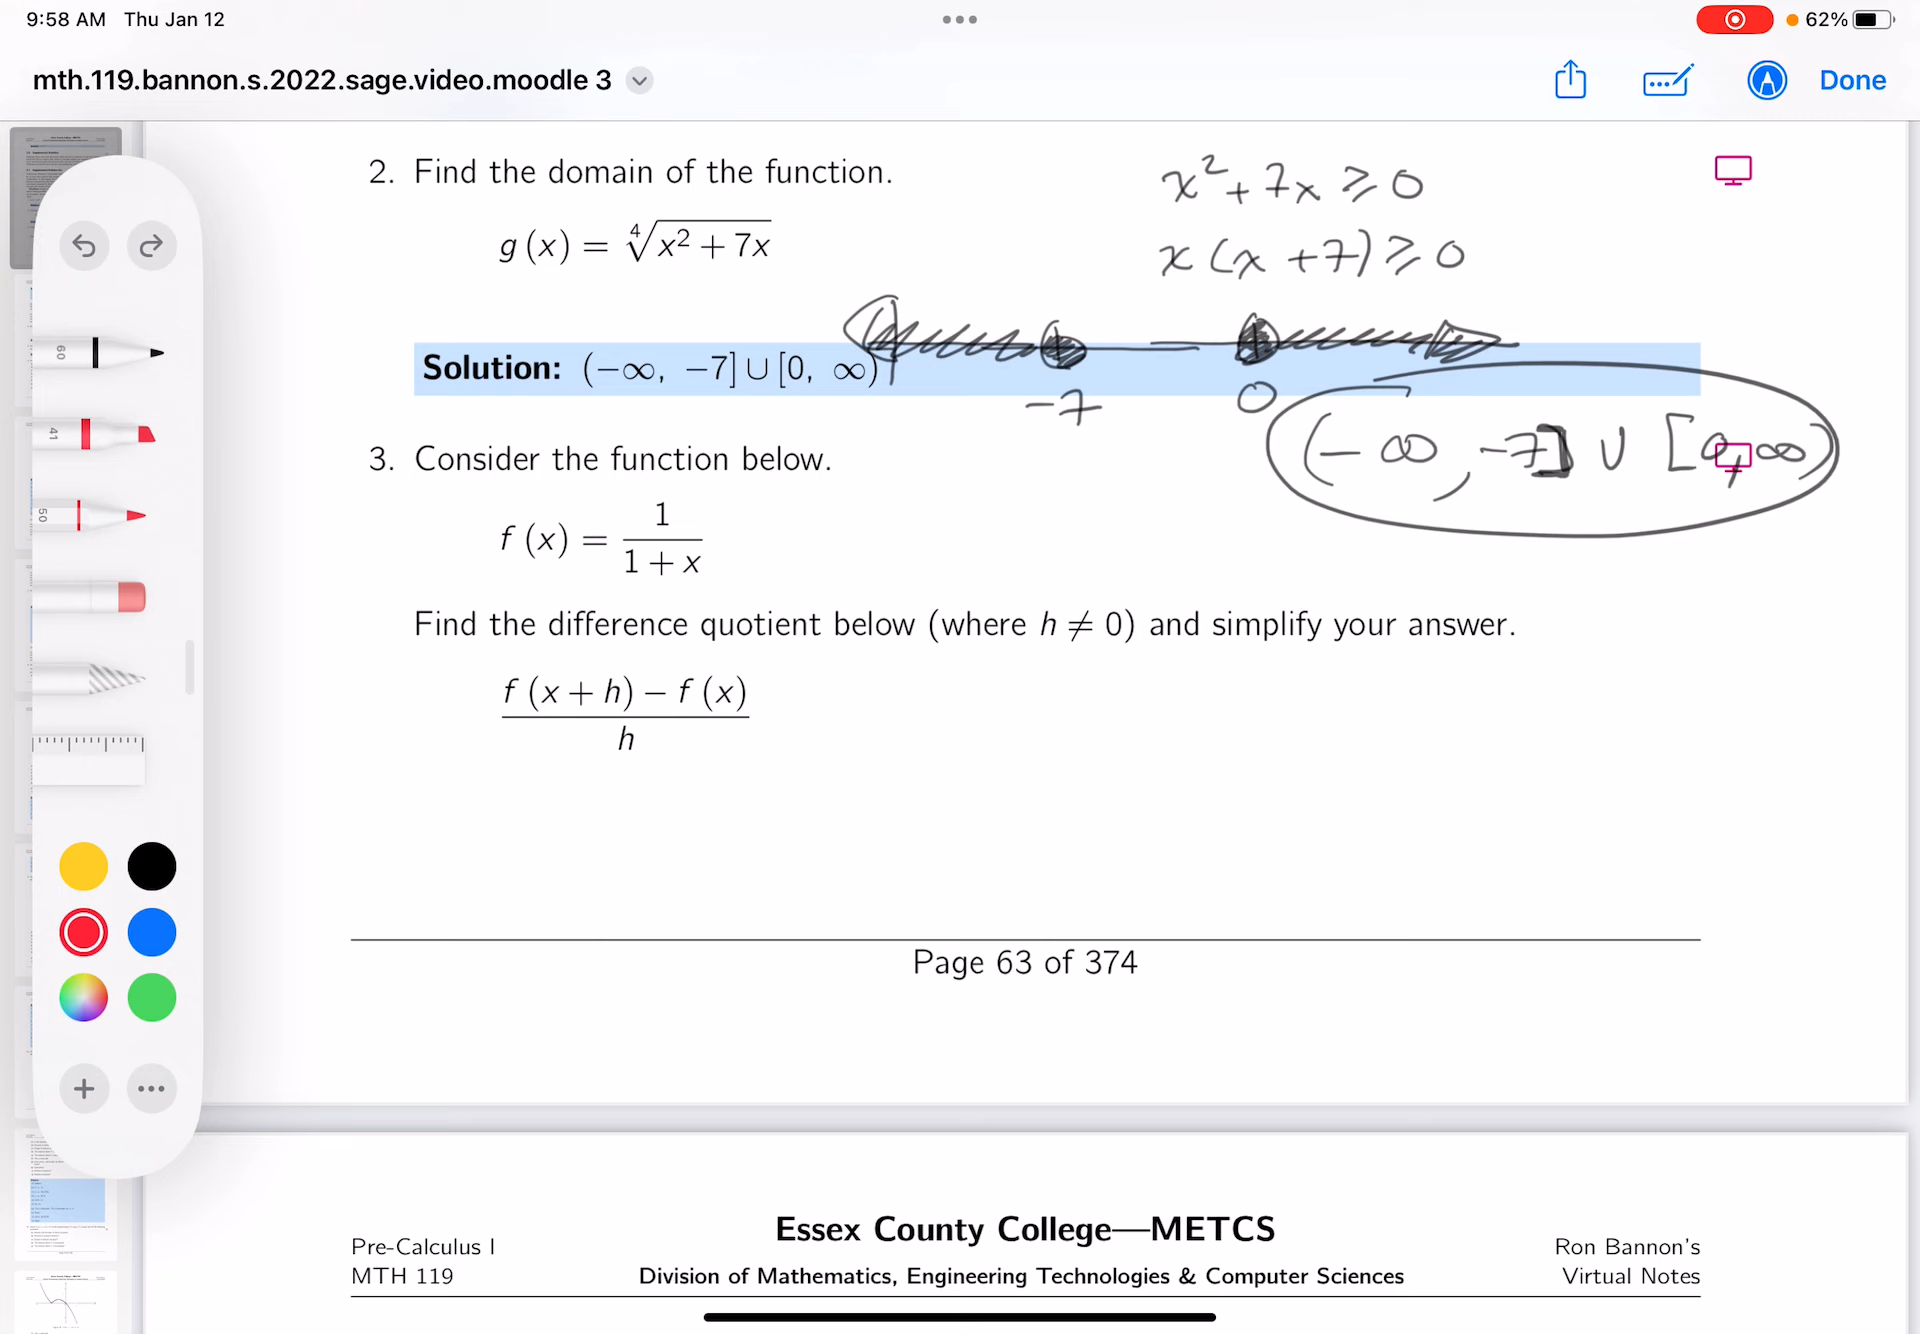 9:58 AM Thu Jan 12
62%
mth.119.bannon.s.2022.sage.video.moodle 3
Done
2. Find the domain of the function.
g (x) = ∜(x² + 7x)
x² + 7x ≥ 0
x (x + 7) ≥ 0
Solution: (−∞, −7] ∪ [0, ∞)
−7 0
(−∞, −7] ∪ [0, ∞)
3. Consider the function below.
f (x) = 1 / (1 + x)
Find the difference quotient below (where h ≠ 0) and simplify your answer.
f (x + h) − f (x)
h
60
41
50
Page 63 of 374
Essex County College—METCS
Pre-Calculus I
Ron Bannon's
MTH 119
Division of Mathematics, Engineering Technologies & Computer Sciences
Virtual Notes